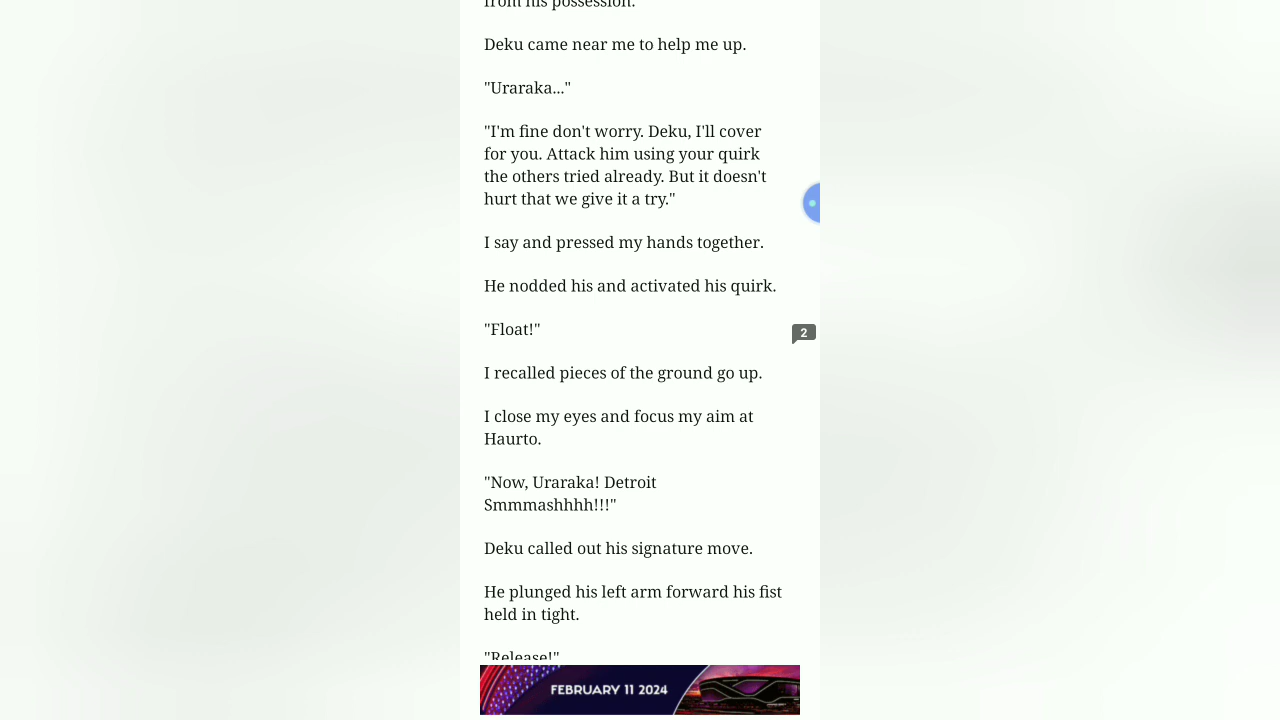 from his possession.
Deku came near me to help me up.
"Uraraka..."
"I'm fine don't worry. Deku, I'll cover
for you. Attack him using your quirk
the others tried already. But it doesn't
hurt that we give it a try."
I say and pressed my hands together.
He nodded his and activated his quirk.
"Float!"
2
I recalled pieces of the ground go up.
I close my eyes and focus my aim at
Haurto.
"Now, Uraraka! Detroit
Smmmashhhh!!!"
Deku called out his signature move.
He plunged his left arm forward his fist
held in tight.
"Release!"
FEBRUARY 11 2024